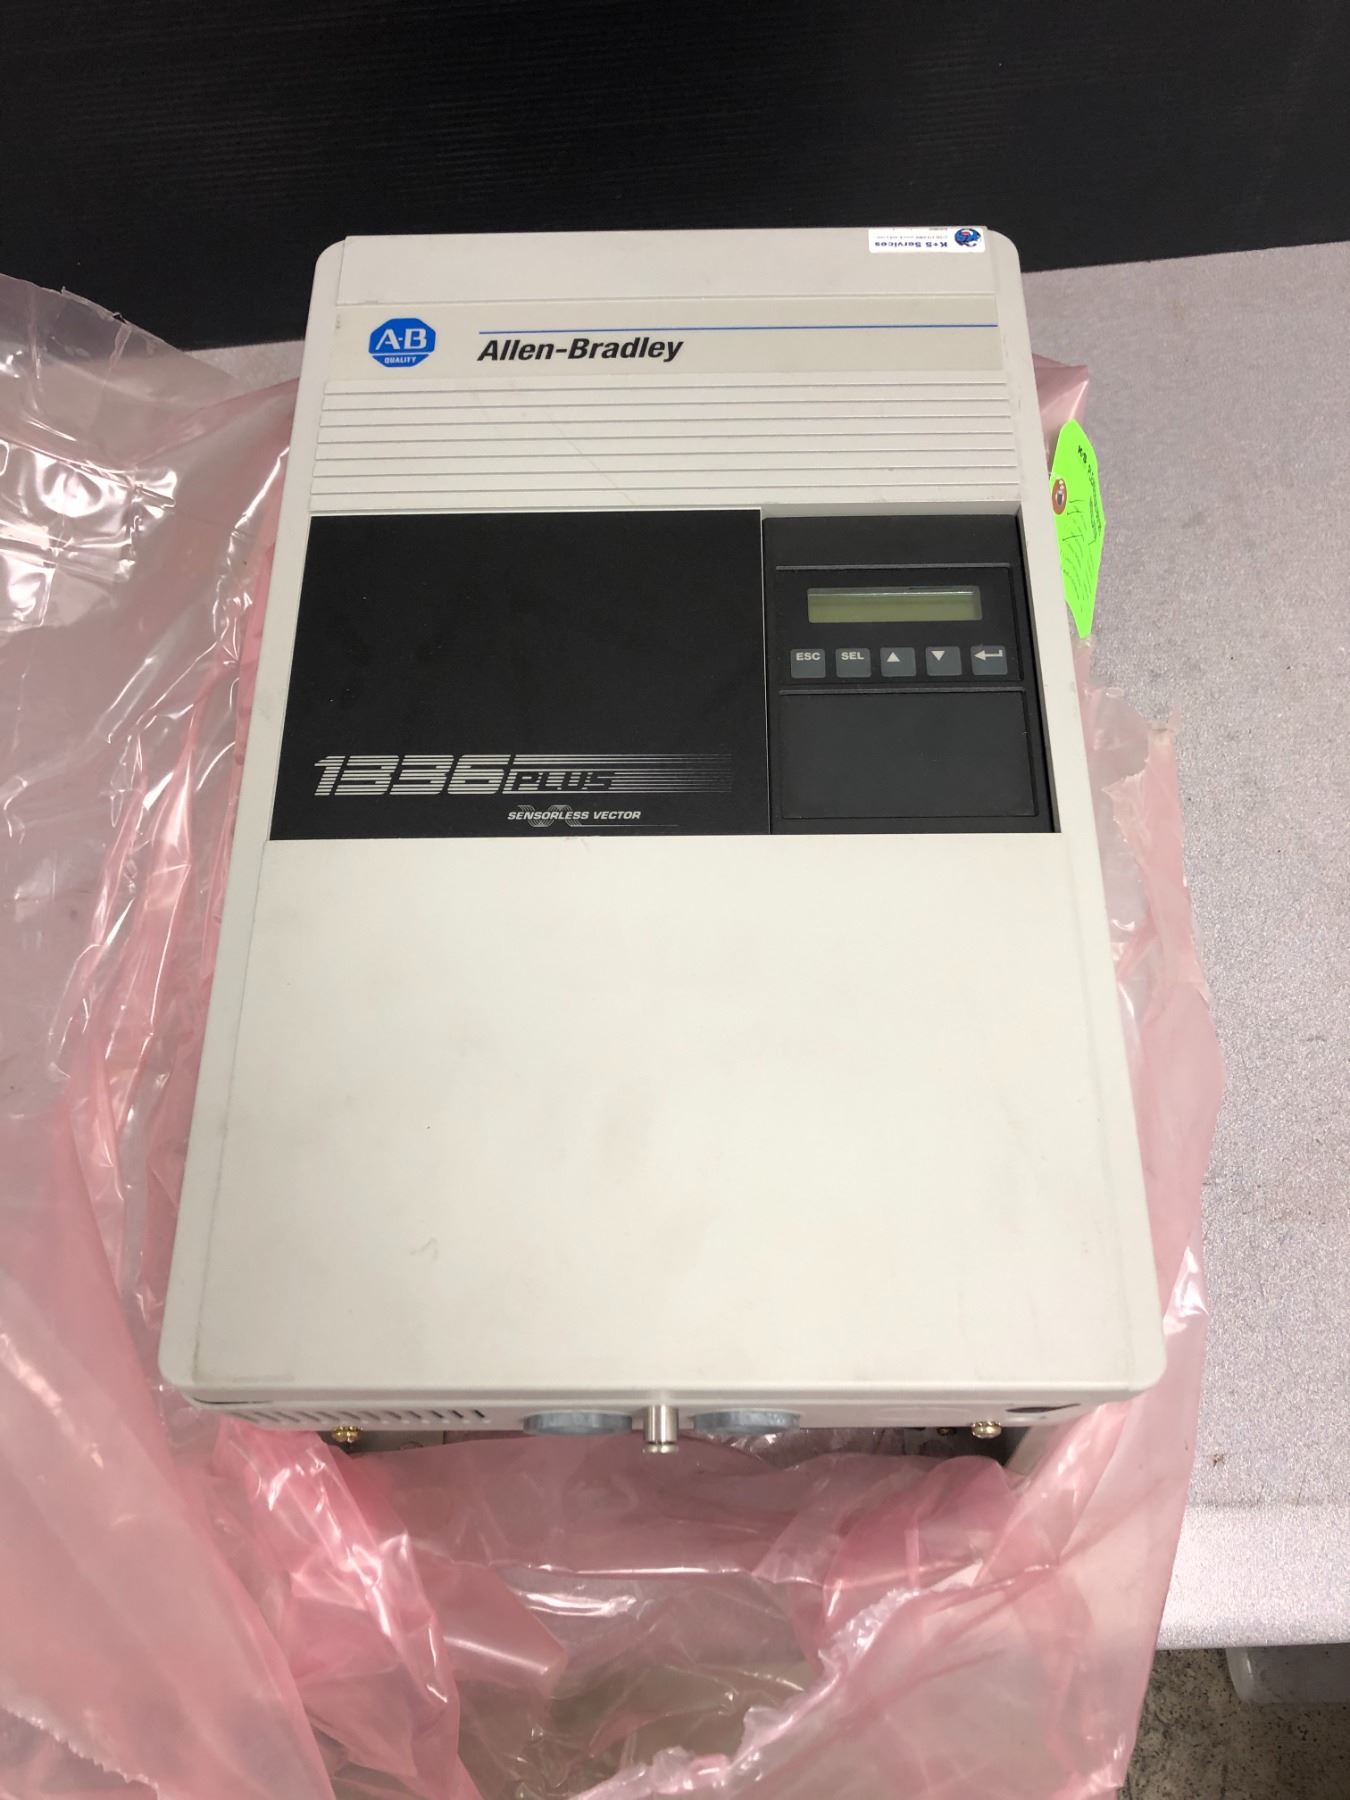 K+S Services
A-B
QUALITY
Allen-Bradley
ESC SEL
1336 PLUS
SENSORLESS VECTOR